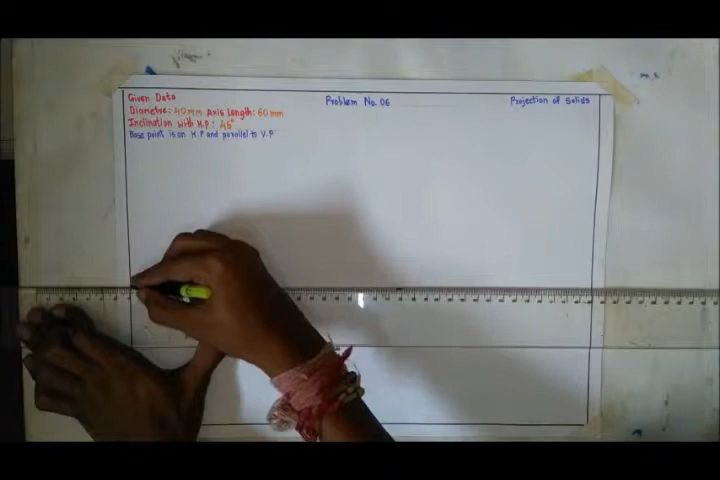 Given Data
Problem No. 06
Projection of Solids
Diametre: 40mm Axis Length: 60mm
Inclination with H.P: 45°
Base point is on H.P and parallel to V.P